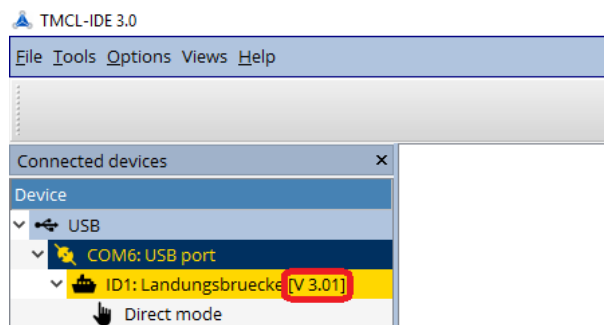 TMCL-IDE 3.0
File Tools Options Views Help
Connected devices
Device
USB
COM6: USB port
ID1: Landungsbruecke [V 3.01]
Direct mode